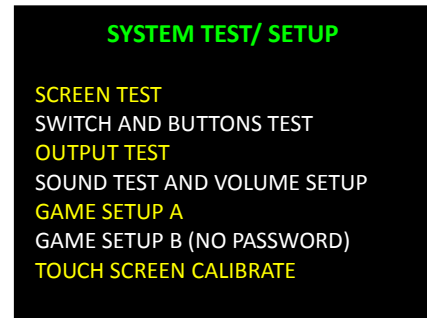 SYSTEM TEST/ SETUP
SCREEN TEST
SWITCH AND BUTTONS TEST
OUTPUT TEST
SOUND TEST AND VOLUME SETUP
GAME SETUP A
GAME SETUP B (NO PASSWORD)
TOUCH SCREEN CALIBRATE